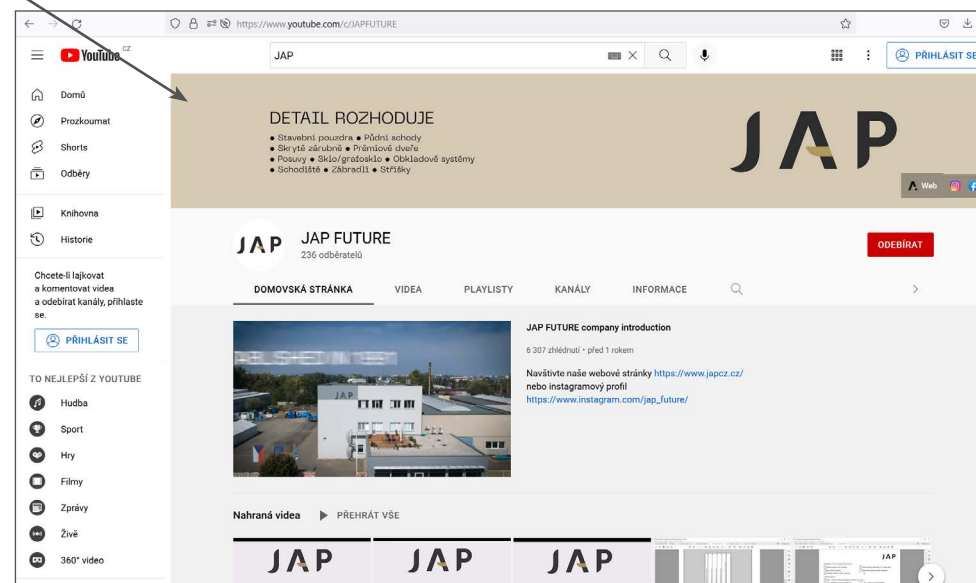 https://www.youtube.com/c/JAPFUTURE
YouTube CZ
JAP
PŘIHLÁSIT SE
Domů
Prozkoumat
Shorts
Odběry
Knihovna
Historie
Chcete-li lajkovat
a komentovat videa
a odebírat kanály, přihlaste
se.
PŘIHLÁSIT SE
TO NEJLEPŠÍ Z YOUTUBE
Hudba
Sport
Hry
Filmy
Zprávy
Živě
360° video
DETAIL ROZHODUJE
● Stavební pouzdra ● Půdní schody
● Skryté zárubně ● Prémiové dveře
● Posuvy ● Sklo/grafosklo ● Obkladové systémy
● Schodiště ● Zábradlí ● Stříšky
JAP
Web
JAP
JAP FUTURE
236 odběratelů
ODEBÍRAT
DOMOVSKÁ STRÁNKA VIDEA PLAYLISTY KANÁLY INFORMACE
JAP
JAP FUTURE company introduction
6 307 zhlédnutí • před 1 rokem
Navštivte naše webové stránky https://www.japcz.cz/
nebo instagramový profil
https://www.instagram.com/jap_future/
Nahraná videa PŘEHRÁT VŠE
JAP JAP JAP JAP